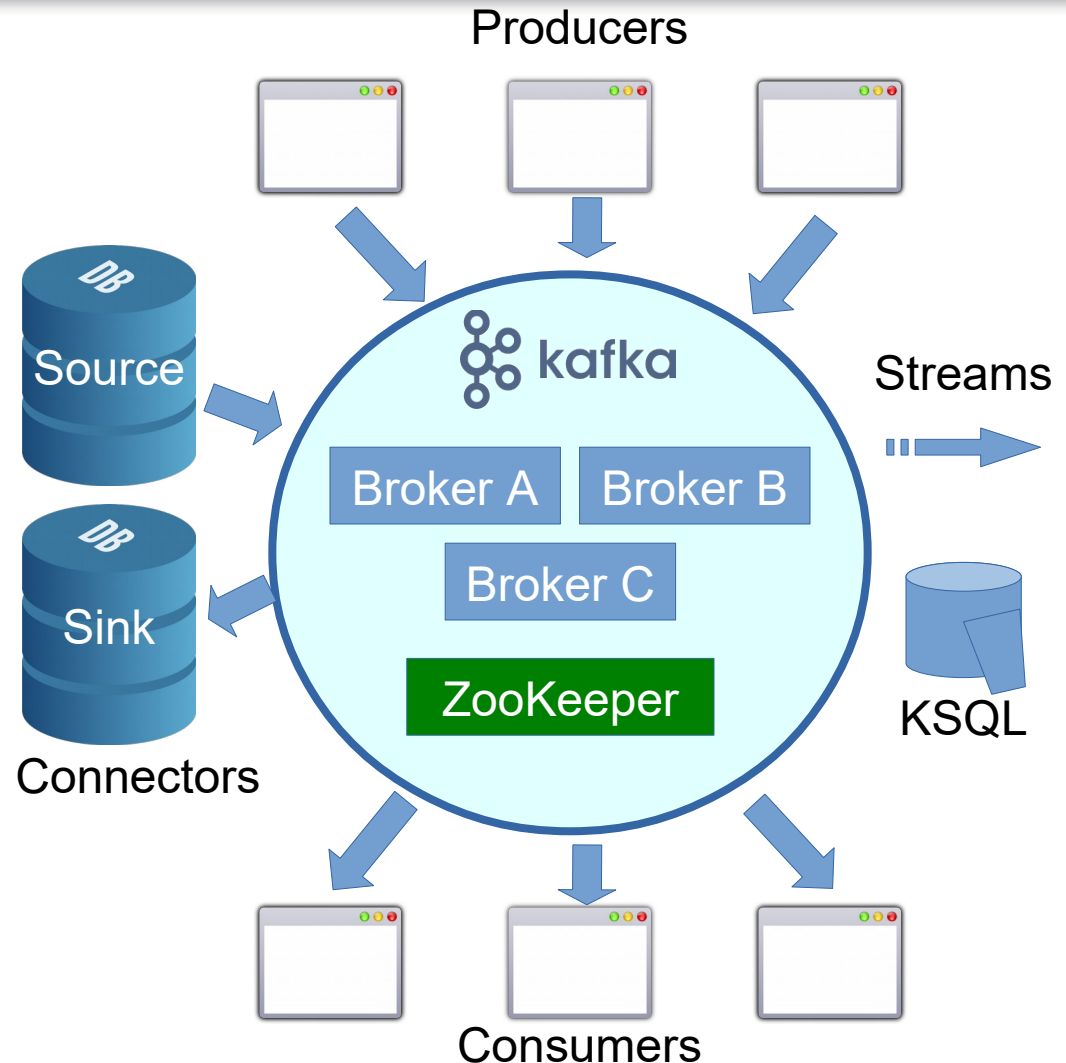 Producers
DB
Source
kafka
Streams
Broker A
Broker B
DB
Broker C
Sink
ZooKeeper
KSQL
Connectors
Consumers